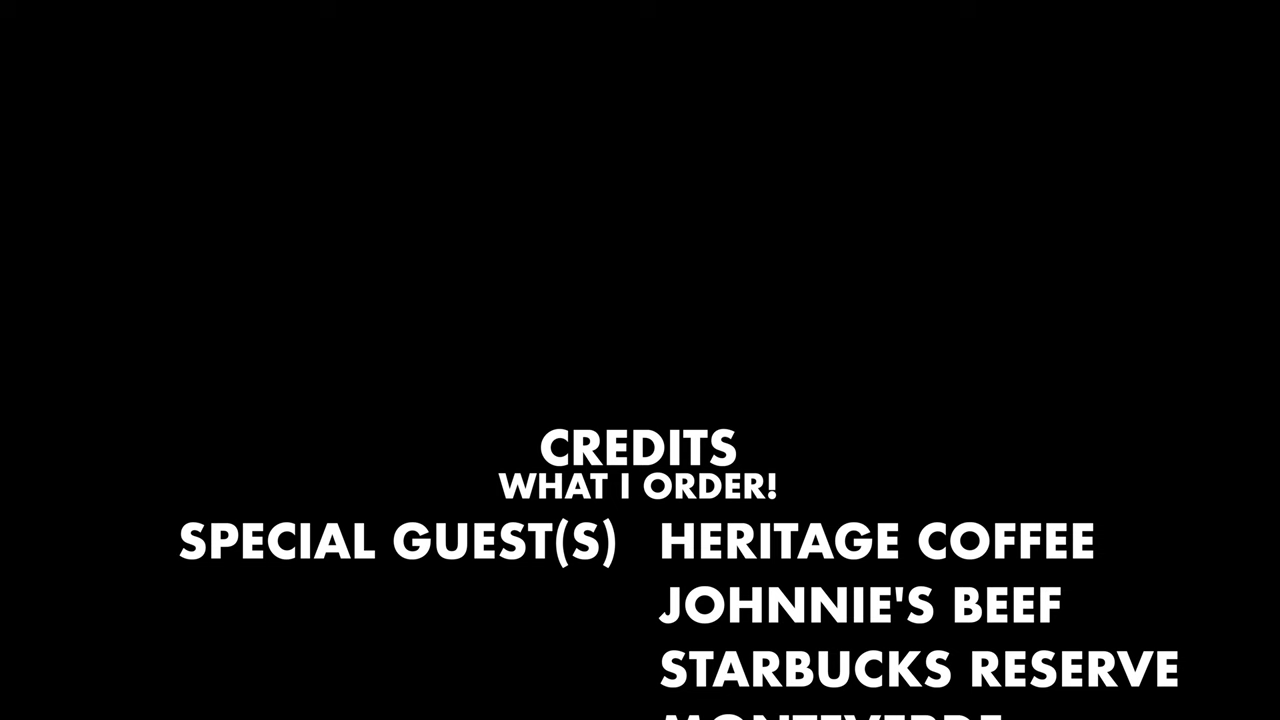 CREDITS
WHAT I ORDER!
SPECIAL GUEST(S) HERITAGE COFFEE
JOHNNIE'S BEEF
STARBUCKS RESERVE